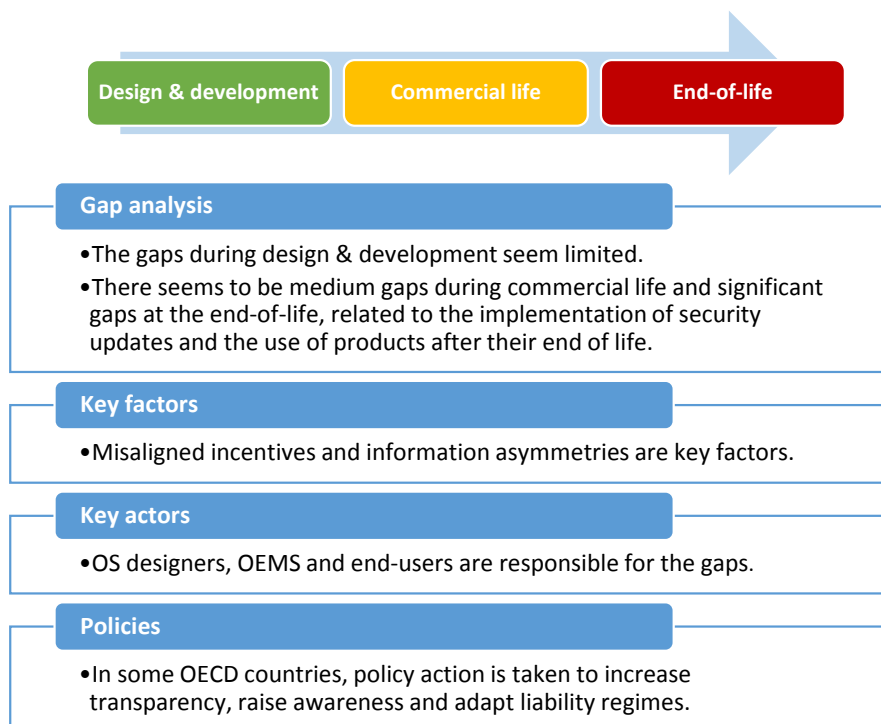 Design & development
Commercial life
End-of-life
Gap analysis
•The gaps during design & development seem limited.
•There seems to be medium gaps during commercial life and significant
gaps at the end-of-life, related to the implementation of security
updates and the use of products after their end of life.
Key factors
•Misaligned incentives and information asymmetries are key factors.
Key actors
•OS designers, OEMS and end-users are responsible for the gaps.
Policies
•In some OECD countries, policy action is taken to increase
transparency, raise awareness and adapt liability regimes.